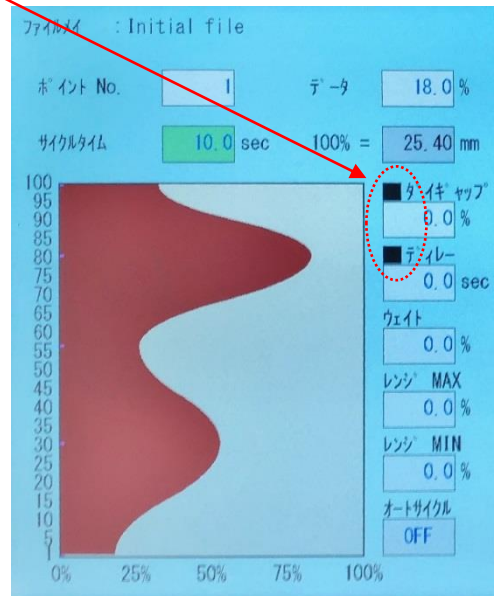 ファイルメイ :Initial file
ポイント No. 1 データ 18.0 %
サイクルタイム 10.0 sec 100% = 25.40 mm
■ ダイギャップ
0.0 %
■ ディレー
0.0 sec
ウェイト
0.0 %
レンジ MAX
0.0 %
レンジ MIN
0.0 %
オートサイクル
OFF
100
95
90
85
80
75
70
65
60
55
50
45
40
35
30
25
20
15
10
5
1
0% 25% 50% 75% 100%